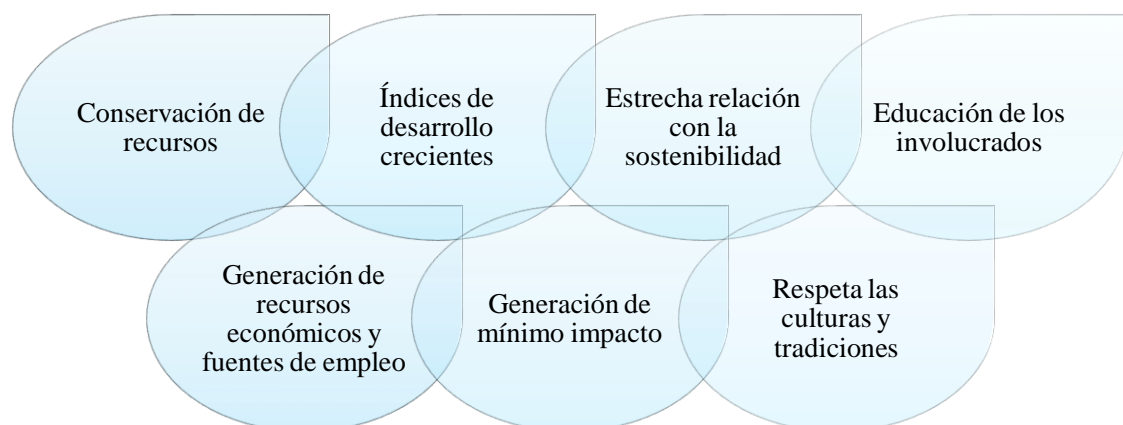 Conservación de
recursos
Índices de
desarrollo
crecientes
Estrecha relación
con la
sostenibilidad
Educación de los
involucrados
Generación de
recursos
económicos y
fuentes de empleo
Generación de
mínimo impacto
Respeta las
culturas y
tradiciones